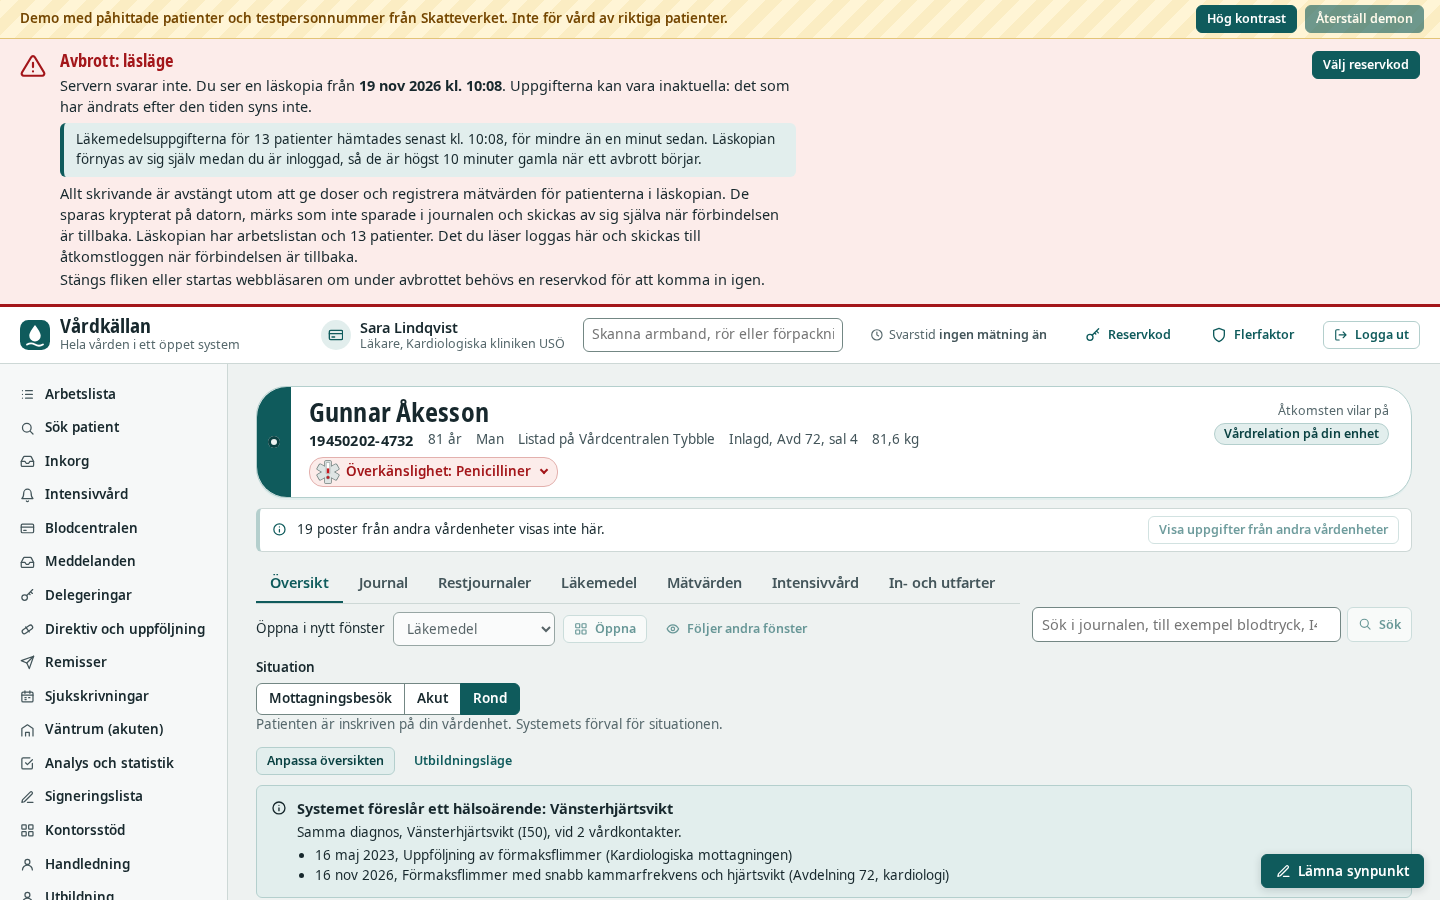 Demo med påhittade patienter och testpersonnummer från Skatteverket. Inte för vård av riktiga patienter.
Hög kontrast
Återställ demon
Avbrott: läsläge
Välj reservkod
Servern svarar inte. Du ser en läskopia från 19 nov 2026 kl. 10:08. Uppgifterna kan vara inaktuella: det som
har ändrats efter den tiden syns inte.
Läkemedelsuppgifterna för 13 patienter hämtades senast kl. 10:08, för mindre än en minut sedan. Läskopian
förnyas av sig själv medan du är inloggad, så de är högst 10 minuter gamla när ett avbrott börjar.
Allt skrivande är avstängt utom att ge doser och registrera mätvärden för patienterna i läskopian. De
sparas krypterat på datorn, märks som inte sparade i journalen och skickas av sig själva när förbindelsen
är tillbaka. Läskopian har arbetslistan och 13 patienter. Det du läser loggas här och skickas till
åtkomstloggen när förbindelsen är tillbaka.
Stängs fliken eller startas webbläsaren om under avbrottet behövs en reservkod för att komma in igen.
Vårdkällan
Hela vården i ett öppet system
Sara Lindqvist
Läkare, Kardiologiska kliniken USÖ
Skanna armband, rör eller förpackni
Svarstid ingen mätning än
Reservkod
Flerfaktor
Logga ut
Arbetslista
Sök patient
Inkorg
Intensivvård
Blodcentralen
Meddelanden
Delegeringar
Direktiv och uppföljning
Remisser
Sjukskrivningar
Väntrum (akuten)
Analys och statistik
Signeringslista
Kontorsstöd
Handledning
Utbildning
Gunnar Åkesson
19450202-4732 81 år Man Listad på Vårdcentralen Tybble Inlagd, Avd 72, sal 4 81,6 kg
Överkänslighet: Penicilliner
Åtkomsten vilar på
Vårdrelation på din enhet
19 poster från andra vårdenheter visas inte här.
Visa uppgifter från andra vårdenheter
Översikt
Journal
Restjournaler
Läkemedel
Mätvärden
Intensivvård
In- och utfarter
Öppna i nytt fönster
Läkemedel
Öppna
Följer andra fönster
Sök i journalen, till exempel blodtryck, I4
Sök
Situation
Mottagningsbesök
Akut
Rond
Patienten är inskriven på din vårdenhet. Systemets förval för situationen.
Anpassa översikten
Utbildningsläge
Systemet föreslår ett hälsoärende: Vänsterhjärtsvikt
Samma diagnos, Vänsterhjärtsvikt (I50), vid 2 vårdkontakter.
16 maj 2023, Uppföljning av förmaksflimmer (Kardiologiska mottagningen)
16 nov 2026, Förmaksflimmer med snabb kammarfrekvens och hjärtsvikt (Avdelning 72, kardiologi)
Lämna synpunkt